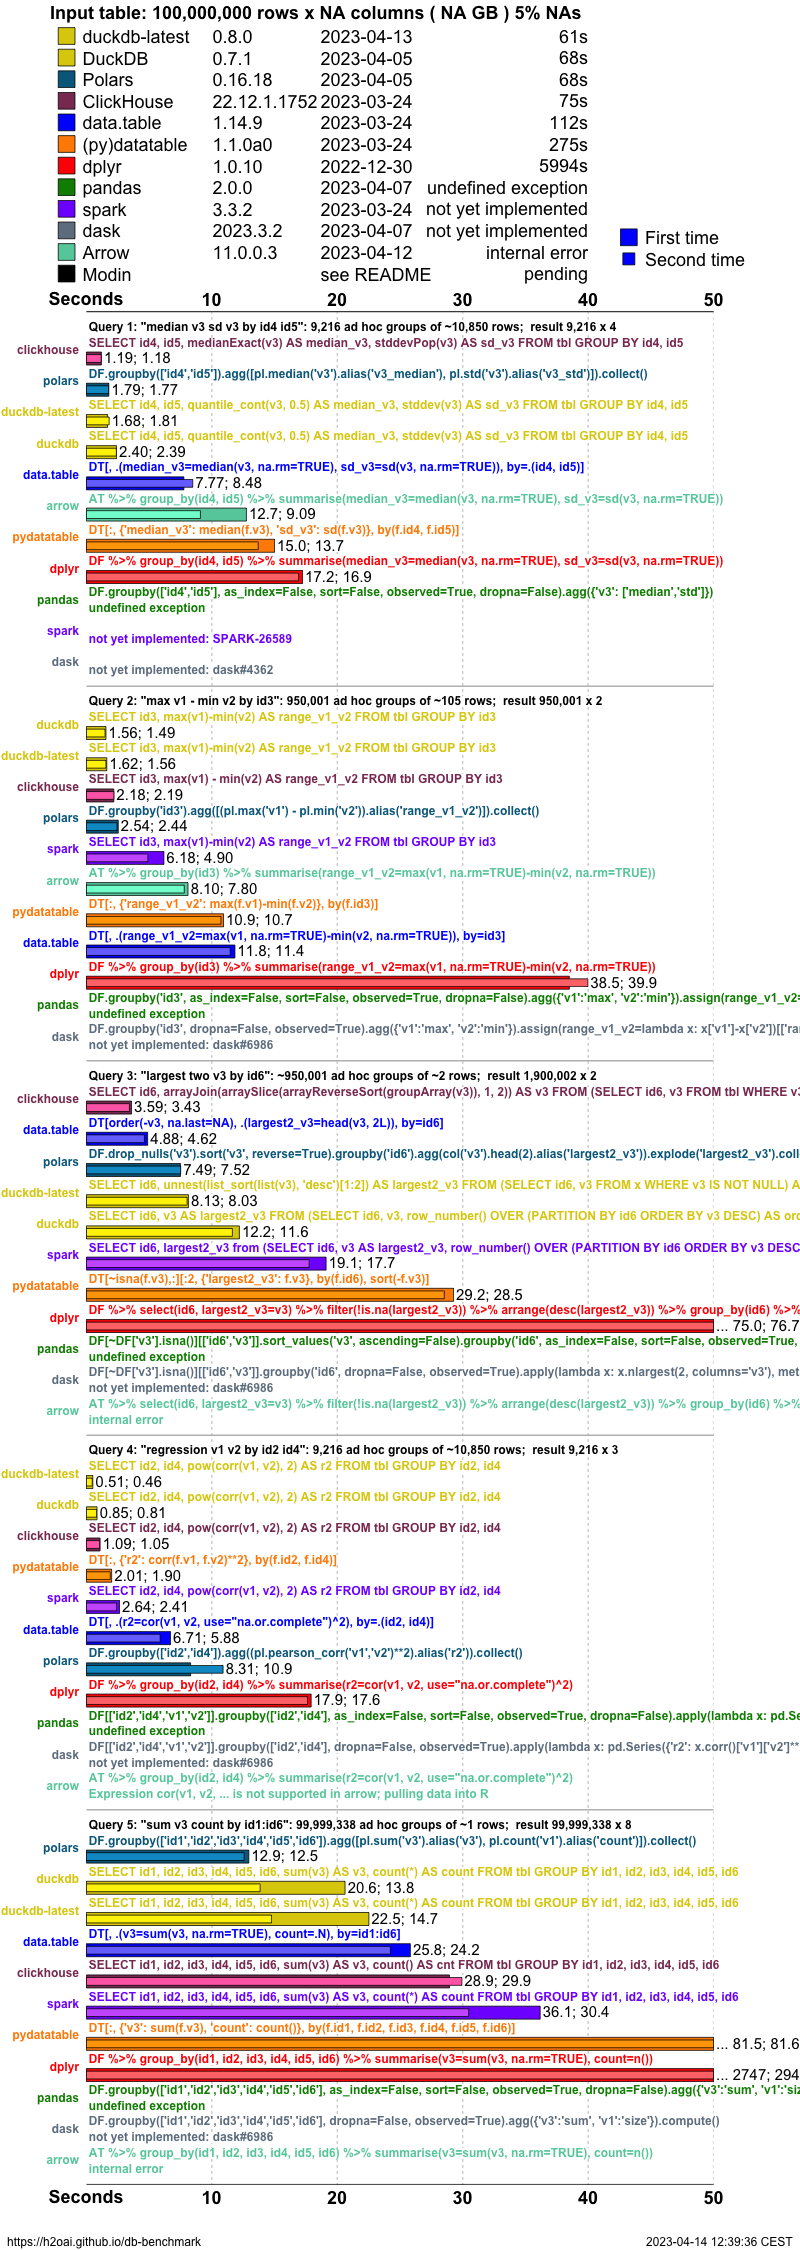 Input table: 100,000,000 rows x NA columns ( NA GB ) 5% NAs
duckdb-latest 0.8.0 2023-04-13 61s
DuckDB 0.7.1 2023-04-05 68s
Polars 0.16.18 2023-04-05 68s
ClickHouse 22.12.1.1752 2023-03-24 75s
data.table 1.14.9 2023-03-24 112s
(py)datatable 1.1.0a0 2023-03-24 275s
dplyr 1.0.10 2022-12-30 5994s
pandas 2.0.0 2023-04-07 undefined exception
spark 3.3.2 2023-03-24 not yet implemented
dask 2023.3.2 2023-04-07 not yet implemented
Arrow 11.0.0.3 2023-04-12 internal error
Modin see README pending
First time
Second time
Seconds 10 20 30 40 50
Query 1: "median v3 sd v3 by id4 id5": 9,216 ad hoc groups of ~10,850 rows; result 9,216 x 4
clickhouse SELECT id4, id5, medianExact(v3) AS median_v3, stddevPop(v3) AS sd_v3 FROM tbl GROUP BY id4, id5
1.19; 1.18
polars DF.groupby(['id4','id5']).agg([pl.median('v3').alias('v3_median'), pl.std('v3').alias('v3_std')]).collect()
1.79; 1.77
duckdb-latest SELECT id4, id5, quantile_cont(v3, 0.5) AS median_v3, stddev(v3) AS sd_v3 FROM tbl GROUP BY id4, id5
1.68; 1.81
duckdb SELECT id4, id5, quantile_cont(v3, 0.5) AS median_v3, stddev(v3) AS sd_v3 FROM tbl GROUP BY id4, id5
2.40; 2.39
data.table DT[, .(median_v3=median(v3, na.rm=TRUE), sd_v3=sd(v3, na.rm=TRUE)), by=.(id4, id5)]
7.77; 8.48
arrow AT %>% group_by(id4, id5) %>% summarise(median_v3=median(v3, na.rm=TRUE), sd_v3=sd(v3, na.rm=TRUE))
12.7; 9.09
pydatatable DT[:, {'median_v3': median(f.v3), 'sd_v3': sd(f.v3)}, by(f.id4, f.id5)]
15.0; 13.7
dplyr DF %>% group_by(id4, id5) %>% summarise(median_v3=median(v3, na.rm=TRUE), sd_v3=sd(v3, na.rm=TRUE))
17.2; 16.9
pandas DF.groupby(['id4','id5'], as_index=False, sort=False, observed=True, dropna=False).agg({'v3': ['median','std']})
undefined exception
spark not yet implemented: SPARK-26589
dask not yet implemented: dask#4362
Query 2: "max v1 - min v2 by id3": 950,001 ad hoc groups of ~105 rows; result 950,001 x 2
duckdb SELECT id3, max(v1)-min(v2) AS range_v1_v2 FROM tbl GROUP BY id3
1.56; 1.49
duckdb-latest SELECT id3, max(v1)-min(v2) AS range_v1_v2 FROM tbl GROUP BY id3
1.62; 1.56
clickhouse SELECT id3, max(v1) - min(v2) AS range_v1_v2 FROM tbl GROUP BY id3
2.18; 2.19
polars DF.groupby('id3').agg([(pl.max('v1') - pl.min('v2')).alias('range_v1_v2')]).collect()
2.54; 2.44
spark SELECT id3, max(v1)-min(v2) AS range_v1_v2 FROM tbl GROUP BY id3
6.18; 4.90
arrow AT %>% group_by(id3) %>% summarise(range_v1_v2=max(v1, na.rm=TRUE)-min(v2, na.rm=TRUE))
8.10; 7.80
pydatatable DT[:, {'range_v1_v2': max(f.v1)-min(f.v2)}, by(f.id3)]
10.9; 10.7
data.table DT[, .(range_v1_v2=max(v1, na.rm=TRUE)-min(v2, na.rm=TRUE)), by=id3]
11.8; 11.4
dplyr DF %>% group_by(id3) %>% summarise(range_v1_v2=max(v1, na.rm=TRUE)-min(v2, na.rm=TRUE))
38.5; 39.9
pandas DF.groupby('id3', as_index=False, sort=False, observed=True, dropna=False).agg({'v1':'max', 'v2':'min'}).assign(range_v1_v2=
undefined exception
dask DF.groupby('id3', dropna=False, observed=True).agg({'v1':'max', 'v2':'min'}).assign(range_v1_v2=lambda x: x['v1']-x['v2'])[['ra
not yet implemented: dask#6986
Query 3: "largest two v3 by id6": ~950,001 ad hoc groups of ~2 rows; result 1,900,002 x 2
clickhouse SELECT id6, arrayJoin(arraySlice(arrayReverseSort(groupArray(v3)), 1, 2)) AS v3 FROM (SELECT id6, v3 FROM tbl WHERE v3
3.59; 3.43
data.table DT[order(-v3, na.last=NA), .(largest2_v3=head(v3, 2L)), by=id6]
4.88; 4.62
polars DF.drop_nulls('v3').sort('v3', reverse=True).groupby('id6').agg(col('v3').head(2).alias('largest2_v3')).explode('largest2_v3').coll
7.49; 7.52
duckdb-latest SELECT id6, unnest(list_sort(list(v3), 'desc')[1:2]) AS largest2_v3 FROM (SELECT id6, v3 FROM x WHERE v3 IS NOT NULL) A
8.13; 8.03
duckdb SELECT id6, v3 AS largest2_v3 FROM (SELECT id6, v3, row_number() OVER (PARTITION BY id6 ORDER BY v3 DESC) AS ord
12.2; 11.6
spark SELECT id6, largest2_v3 from (SELECT id6, v3 AS largest2_v3, row_number() OVER (PARTITION BY id6 ORDER BY v3 DESC
19.1; 17.7
pydatatable DT[~isna(f.v3),:][:2, {'largest2_v3': f.v3}, by(f.id6), sort(-f.v3)]
29.2; 28.5
dplyr DF %>% select(id6, largest2_v3=v3) %>% filter(!is.na(largest2_v3)) %>% arrange(desc(largest2_v3)) %>% group_by(id6) %>%
... 75.0; 76.7
pandas DF[~DF['v3'].isna()][['id6','v3']].sort_values('v3', ascending=False).groupby('id6', as_index=False, sort=False, observed=True,
undefined exception
dask DF[~DF['v3'].isna()][['id6','v3']].groupby('id6', dropna=False, observed=True).apply(lambda x: x.nlargest(2, columns='v3'), met
not yet implemented: dask#6986
arrow AT %>% select(id6, largest2_v3=v3) %>% filter(!is.na(largest2_v3)) %>% arrange(desc(largest2_v3)) %>% group_by(id6) %>%
internal error
Query 4: "regression v1 v2 by id2 id4": 9,216 ad hoc groups of ~10,850 rows; result 9,216 x 3
duckdb-latest SELECT id2, id4, pow(corr(v1, v2), 2) AS r2 FROM tbl GROUP BY id2, id4
0.51; 0.46
duckdb SELECT id2, id4, pow(corr(v1, v2), 2) AS r2 FROM tbl GROUP BY id2, id4
0.85; 0.81
clickhouse SELECT id2, id4, pow(corr(v1, v2), 2) AS r2 FROM tbl GROUP BY id2, id4
1.09; 1.05
pydatatable DT[:, {'r2': corr(f.v1, f.v2)**2}, by(f.id2, f.id4)]
2.01; 1.90
spark SELECT id2, id4, pow(corr(v1, v2), 2) AS r2 FROM tbl GROUP BY id2, id4
2.64; 2.41
data.table DT[, .(r2=cor(v1, v2, use="na.or.complete")^2), by=.(id2, id4)]
6.71; 5.88
polars DF.groupby(['id2','id4']).agg((pl.pearson_corr('v1','v2')**2).alias('r2')).collect()
8.31; 10.9
dplyr DF %>% group_by(id2, id4) %>% summarise(r2=cor(v1, v2, use="na.or.complete")^2)
17.9; 17.6
pandas DF[['id2','id4','v1','v2']].groupby(['id2','id4'], as_index=False, sort=False, observed=True, dropna=False).apply(lambda x: pd.Se
undefined exception
dask DF[['id2','id4','v1','v2']].groupby(['id2','id4'], dropna=False, observed=True).apply(lambda x: pd.Series({'r2': x.corr()['v1']['v2']**
not yet implemented: dask#6986
arrow AT %>% group_by(id2, id4) %>% summarise(r2=cor(v1, v2, use="na.or.complete")^2)
Expression cor(v1, v2, ... is not supported in arrow; pulling data into R
Query 5: "sum v3 count by id1:id6": 99,999,338 ad hoc groups of ~1 rows; result 99,999,338 x 8
polars DF.groupby(['id1','id2','id3','id4','id5','id6']).agg([pl.sum('v3').alias('v3'), pl.count('v1').alias('count')]).collect()
12.9; 12.5
duckdb SELECT id1, id2, id3, id4, id5, id6, sum(v3) AS v3, count(*) AS count FROM tbl GROUP BY id1, id2, id3, id4, id5, id6
20.6; 13.8
duckdb-latest SELECT id1, id2, id3, id4, id5, id6, sum(v3) AS v3, count(*) AS count FROM tbl GROUP BY id1, id2, id3, id4, id5, id6
22.5; 14.7
data.table DT[, .(v3=sum(v3, na.rm=TRUE), count=.N), by=id1:id6]
25.8; 24.2
clickhouse SELECT id1, id2, id3, id4, id5, id6, sum(v3) AS v3, count() AS cnt FROM tbl GROUP BY id1, id2, id3, id4, id5, id6
28.9; 29.9
spark SELECT id1, id2, id3, id4, id5, id6, sum(v3) AS v3, count(*) AS count FROM tbl GROUP BY id1, id2, id3, id4, id5, id6
36.1; 30.4
pydatatable DT[:, {'v3': sum(f.v3), 'count': count()}, by(f.id1, f.id2, f.id3, f.id4, f.id5, f.id6)]
... 81.5; 81.6
dplyr DF %>% group_by(id1, id2, id3, id4, id5, id6) %>% summarise(v3=sum(v3, na.rm=TRUE), count=n())
... 2747; 294
pandas DF.groupby(['id1','id2','id3','id4','id5','id6'], as_index=False, sort=False, observed=True, dropna=False).agg({'v3':'sum', 'v1':'siz
undefined exception
dask DF.groupby(['id1','id2','id3','id4','id5','id6'], dropna=False, observed=True).agg({'v3':'sum', 'v1':'size'}).compute()
not yet implemented: dask#6986
arrow AT %>% group_by(id1, id2, id3, id4, id5, id6) %>% summarise(v3=sum(v3, na.rm=TRUE), count=n())
internal error
Seconds 10 20 30 40 50
https://h2oai.github.io/db-benchmark 2023-04-14 12:39:36 CEST